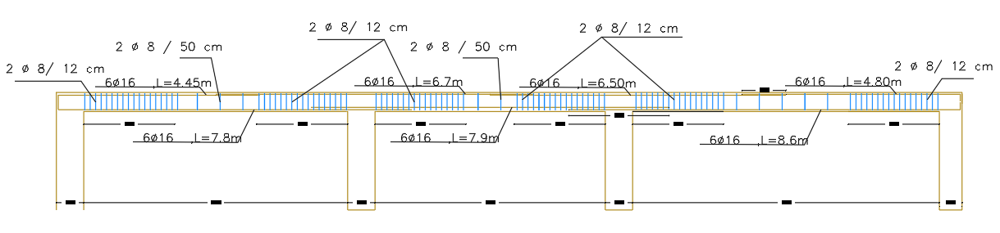 2 ø 8/ 12 cm
2 ø 8/ 12 cm
2 ø 8 / 50 cm
2 ø 8 / 50 cm
2 ø 8/ 12 cm
2 ø 8/ 12 cm
6ø16 ,L=4.45m
6ø16 ,L=6.7m
6ø16 ,L=6.50m
6ø16 ,L=4.80m
6ø16 ,L=7.8m
6ø16 ,L=7.9m
6ø16 ,L=8.6m